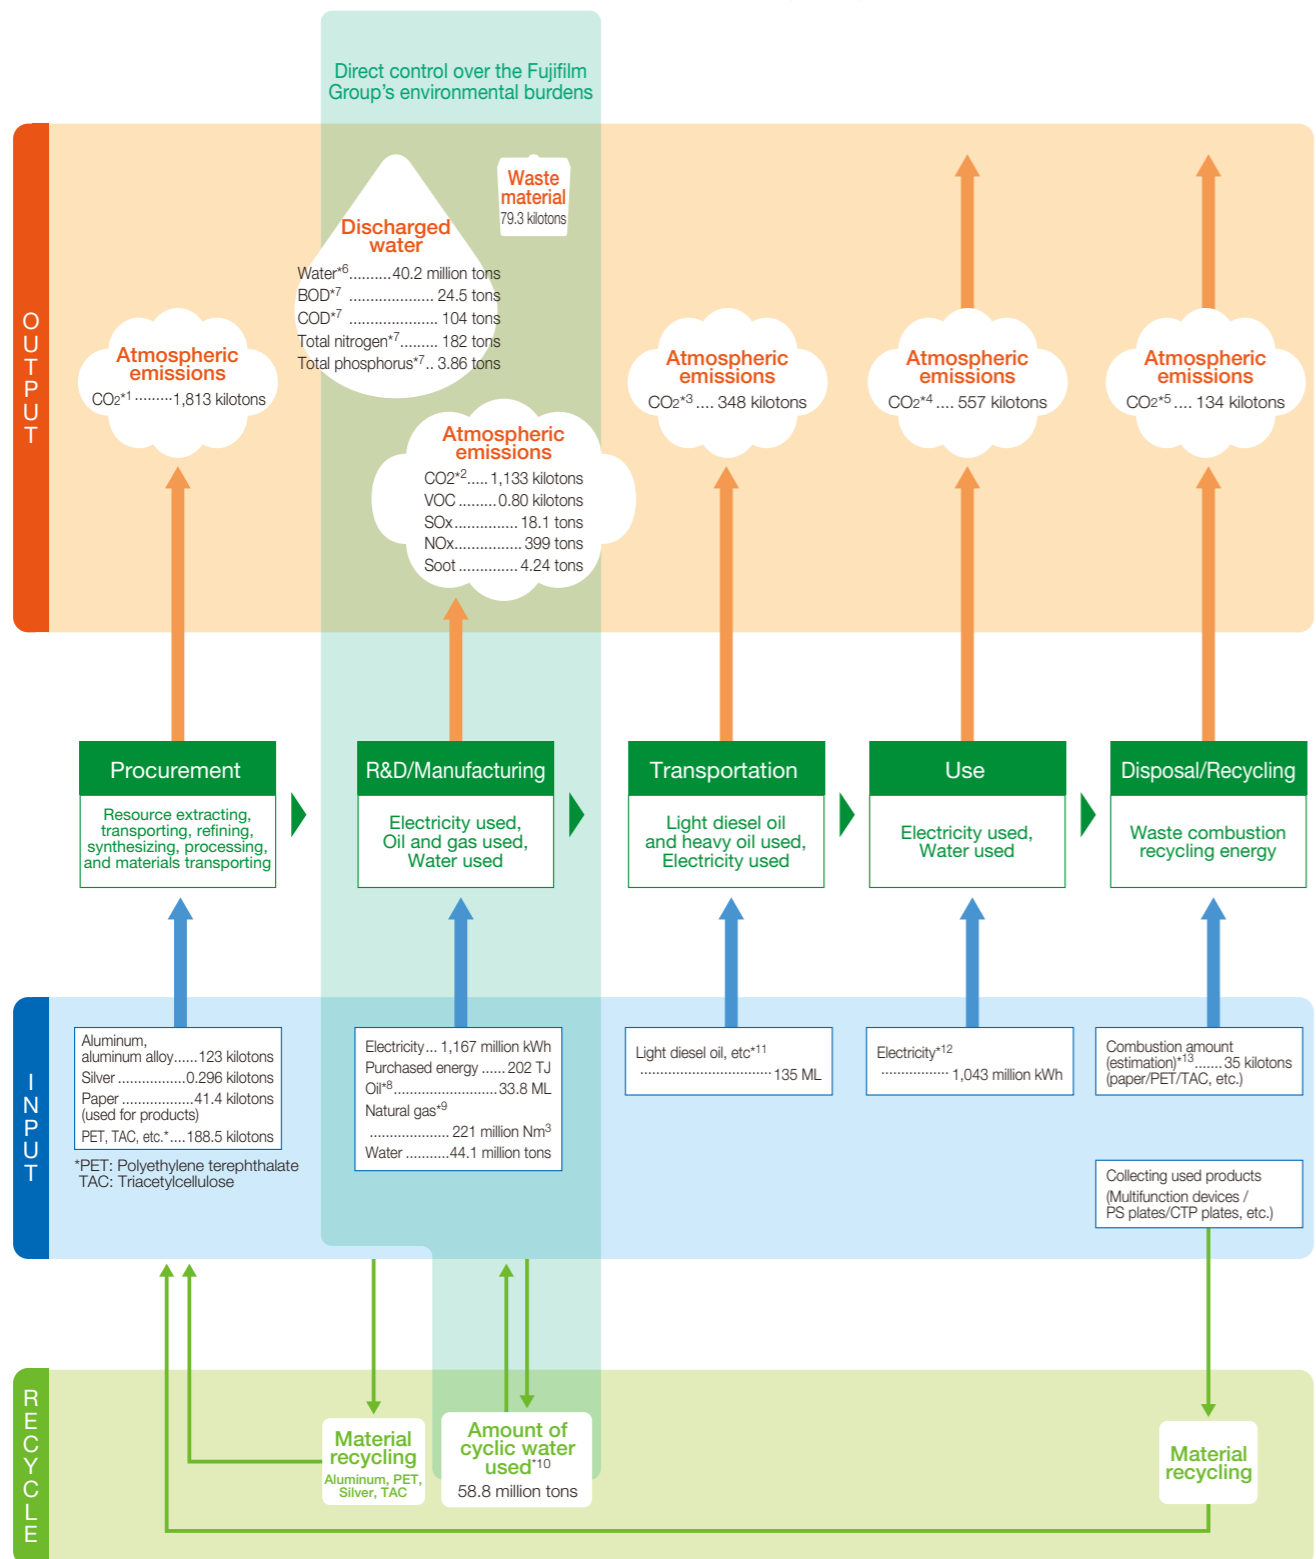 Direct control over the Fujifilm
Group's environmental burdens
OUTPUT
Waste
material
79.3 kilotons
Discharged
water
Water*6..........40.2 million tons
BOD*7 .................... 24.5 tons
COD*7 ..................... 104 tons
Total nitrogen*7......... 182 tons
Total phosphorus*7.. 3.86 tons
Atmospheric
emissions
CO2*1 .........1,813 kilotons
Atmospheric
emissions
CO2*2..... 1,133 kilotons
VOC .........0.80 kilotons
SOx............... 18.1 tons
NOx................ 399 tons
Soot .............. 4.24 tons
Atmospheric
emissions
CO2*3 .... 348 kilotons
Atmospheric
emissions
CO2*4 .... 557 kilotons
Atmospheric
emissions
CO2*5 .... 134 kilotons
Procurement
Resource extracting,
transporting, refining,
synthesizing, processing,
and materials transporting
R&D/Manufacturing
Electricity used,
Oil and gas used,
Water used
Transportation
Light diesel oil
and heavy oil used,
Electricity used
Use
Electricity used,
Water used
Disposal/Recycling
Waste combustion
recycling energy
INPUT
Aluminum,
aluminum alloy......123 kilotons
Silver.................0.296 kilotons
Paper ..................41.4 kilotons
(used for products)
PET, TAC, etc.*....188.5 kilotons
*PET: Polyethylene terephthalate
TAC: Triacetylcellulose
Electricity... 1,167 million kWh
Purchased energy ...... 202 TJ
Oil*8.........................33.8 ML
Natural gas*9
.................... 221 million Nm3
Water ...........44.1 million tons
Light diesel oil, etc*11
................................. 135 ML
Electricity*12
................. 1,043 million kWh
Combustion amount
(estimation)*13....... 35 kilotons
(paper/PET/TAC, etc.)
Collecting used products
(Multifunction devices /
PS plates/CTP plates, etc.)
RECYCLE
Material
recycling
Aluminum, PET,
Silver, TAC
Amount of
cyclic water
used*10
58.8 million tons
Material
recycling